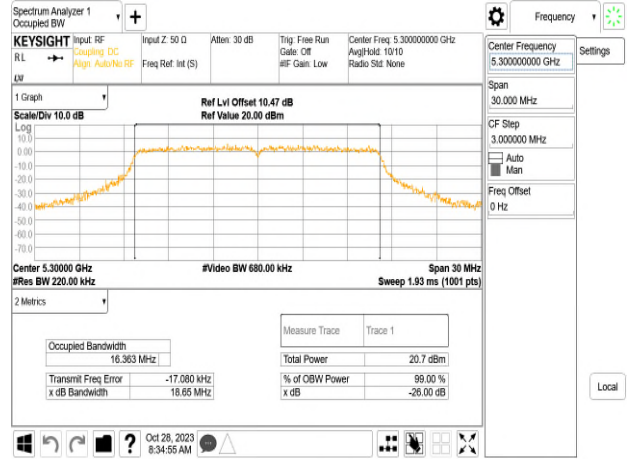 Spectrum Analyzer 1
Occupied BW
Frequency
KEYSIGHT
Input: RF
Coupling: DC
Align: Auto/No RF
Input Z: 50 Ω
Freq Ref: Int (S)
Atten: 30 dB
Trig: Free Run
Gate: Off
#IF Gain: Low
Center Freq: 5.300000000 GHz
Avg|Hold: 10/10
Radio Std: None
RL
Center Frequency
5.300000000 GHz
Settings
Span
30.000 MHz
CF Step
3.000000 MHz
Auto
Man
Freq Offset
0 Hz
Local
1 Graph
Scale/Div 10.0 dB
Ref Lvl Offset 10.47 dB
Ref Value 20.00 dBm
Log
10.0
0.00
-10.0
-20.0
-30.0
-40.0
-50.0
-60.0
-70.0
Center 5.30000 GHz
#Res BW 220.00 kHz
#Video BW 680.00 kHz
Span 30 MHz
Sweep 1.93 ms (1001 pts)
2 Metrics
Measure Trace
Trace 1
Occupied Bandwidth
16.363 MHz
Total Power
20.7 dBm
Transmit Freq Error
-17.080 kHz
% of OBW Power
99.00 %
x dB Bandwidth
18.65 MHz
x dB
-26.00 dB
Oct 28, 2023
8:34:55 AM